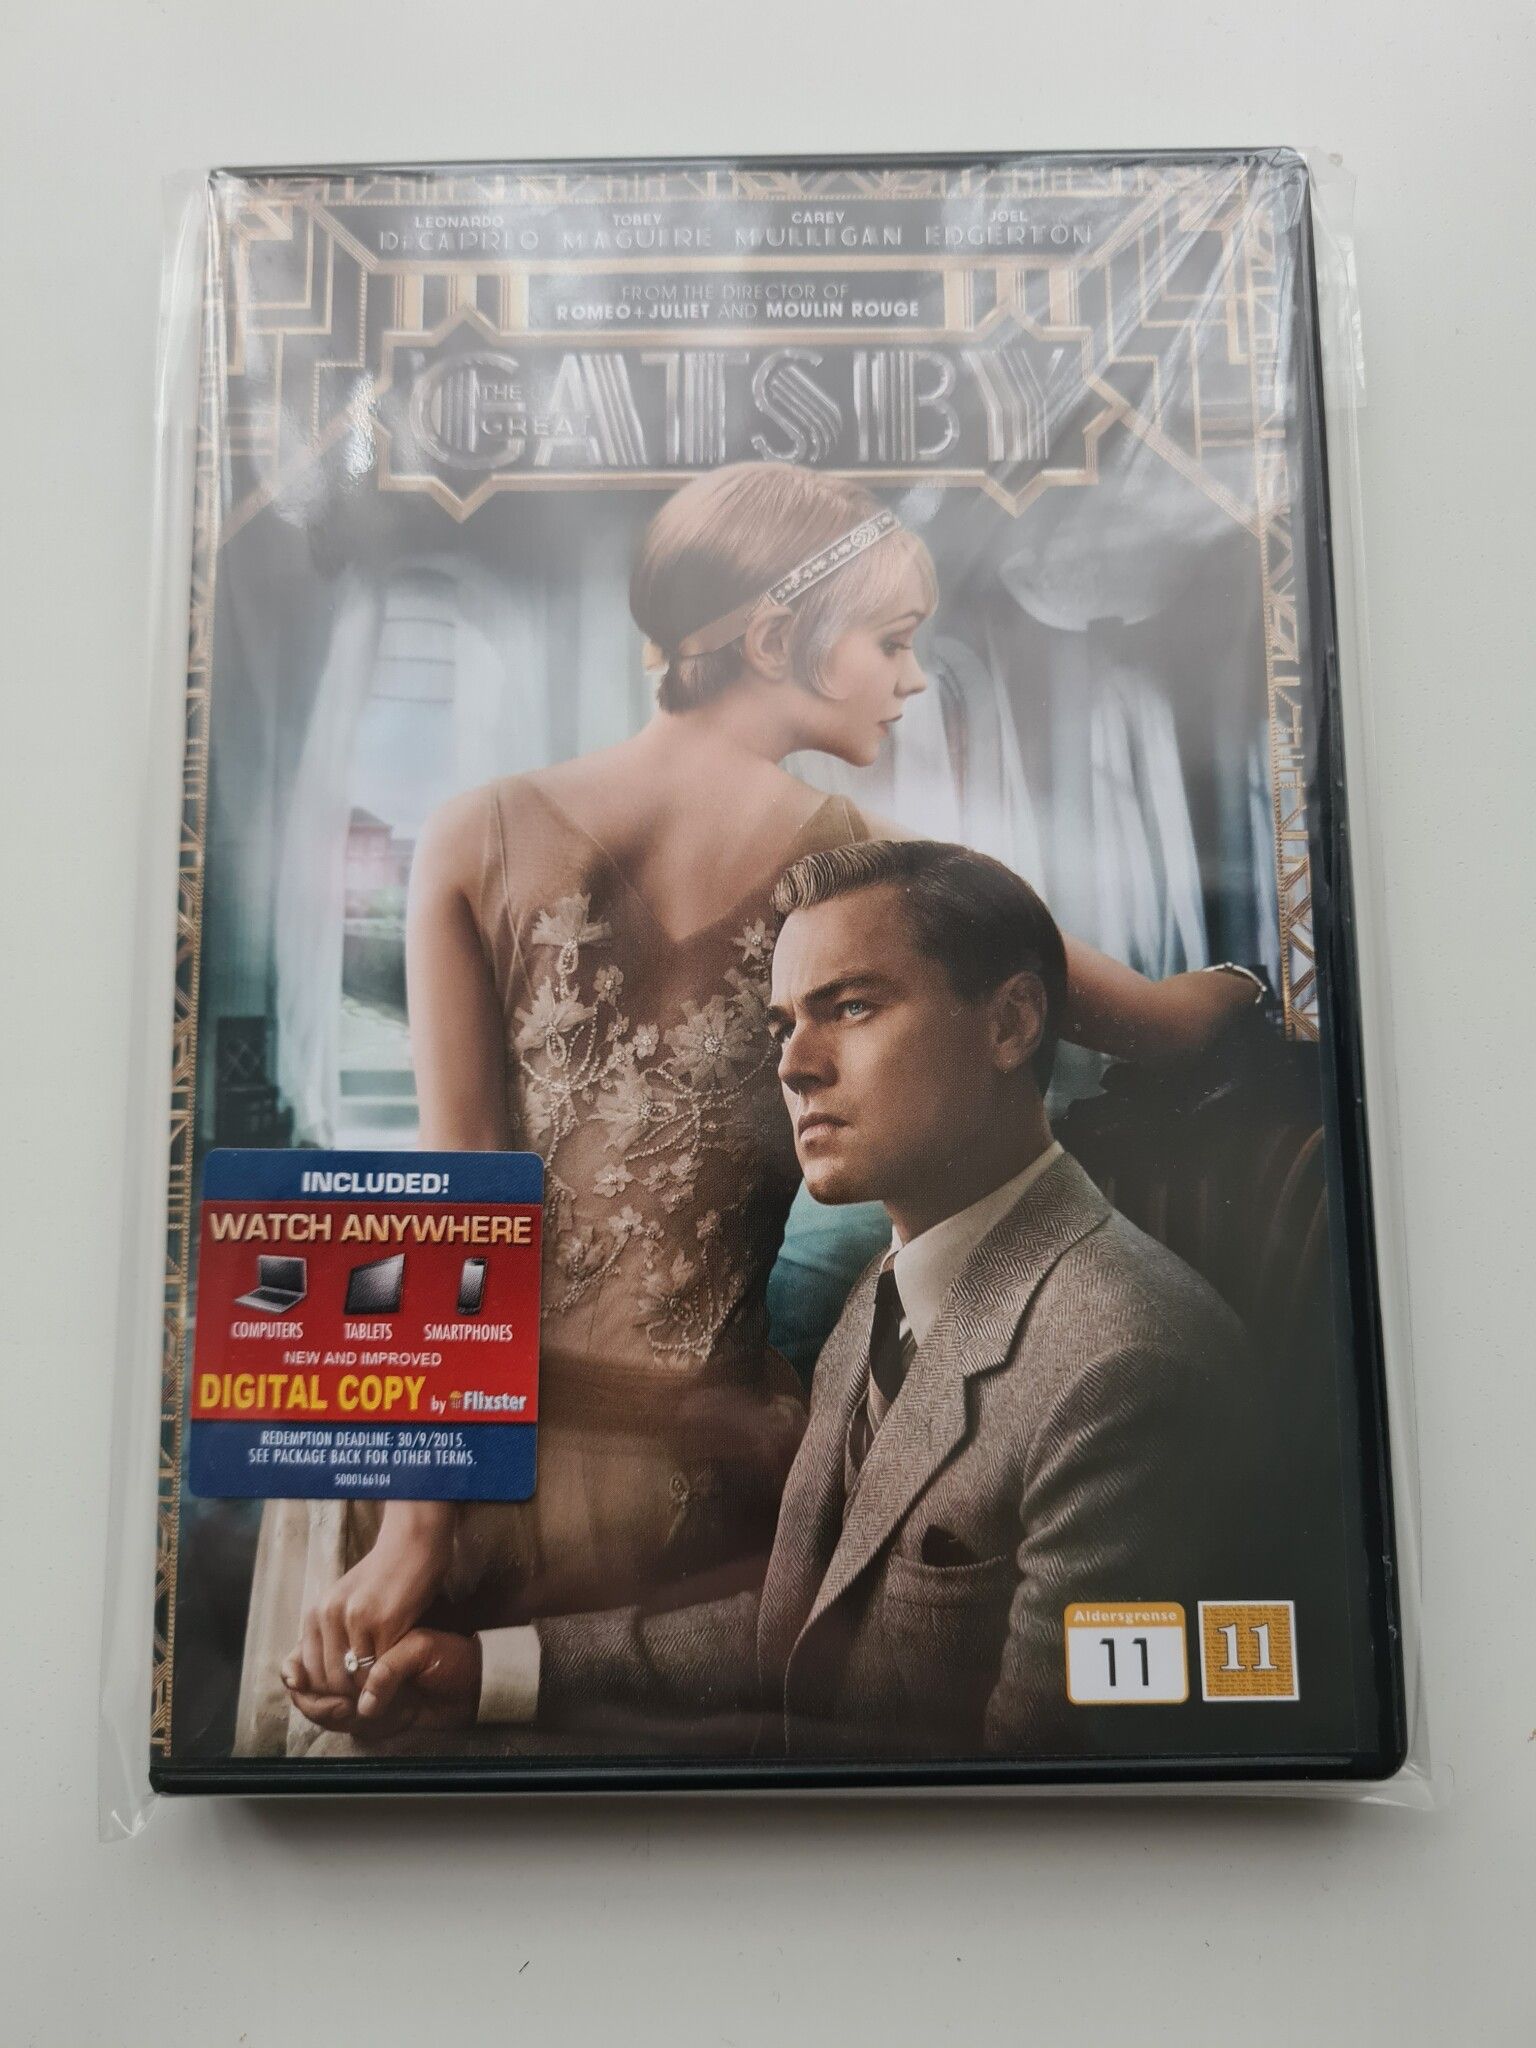 LEONARDO TOBEY CAREY JOEL
DiCAPRIO MAGUIRE MULLIGAN EDGERTON
FROM THE DIRECTOR OF
ROMEO+JULIET AND MOULIN ROUGE
THE
GREAT
GATSBY
INCLUDED!
WATCH ANYWHERE
COMPUTERS TABLETS SMARTPHONES
NEW AND IMPROVED
DIGITAL COPY by Flixster
REDEMPTION DEADLINE: 30/9/2015.
SEE PACKAGE BACK FOR OTHER TERMS.
5000166104
Aldersgrense
11
11